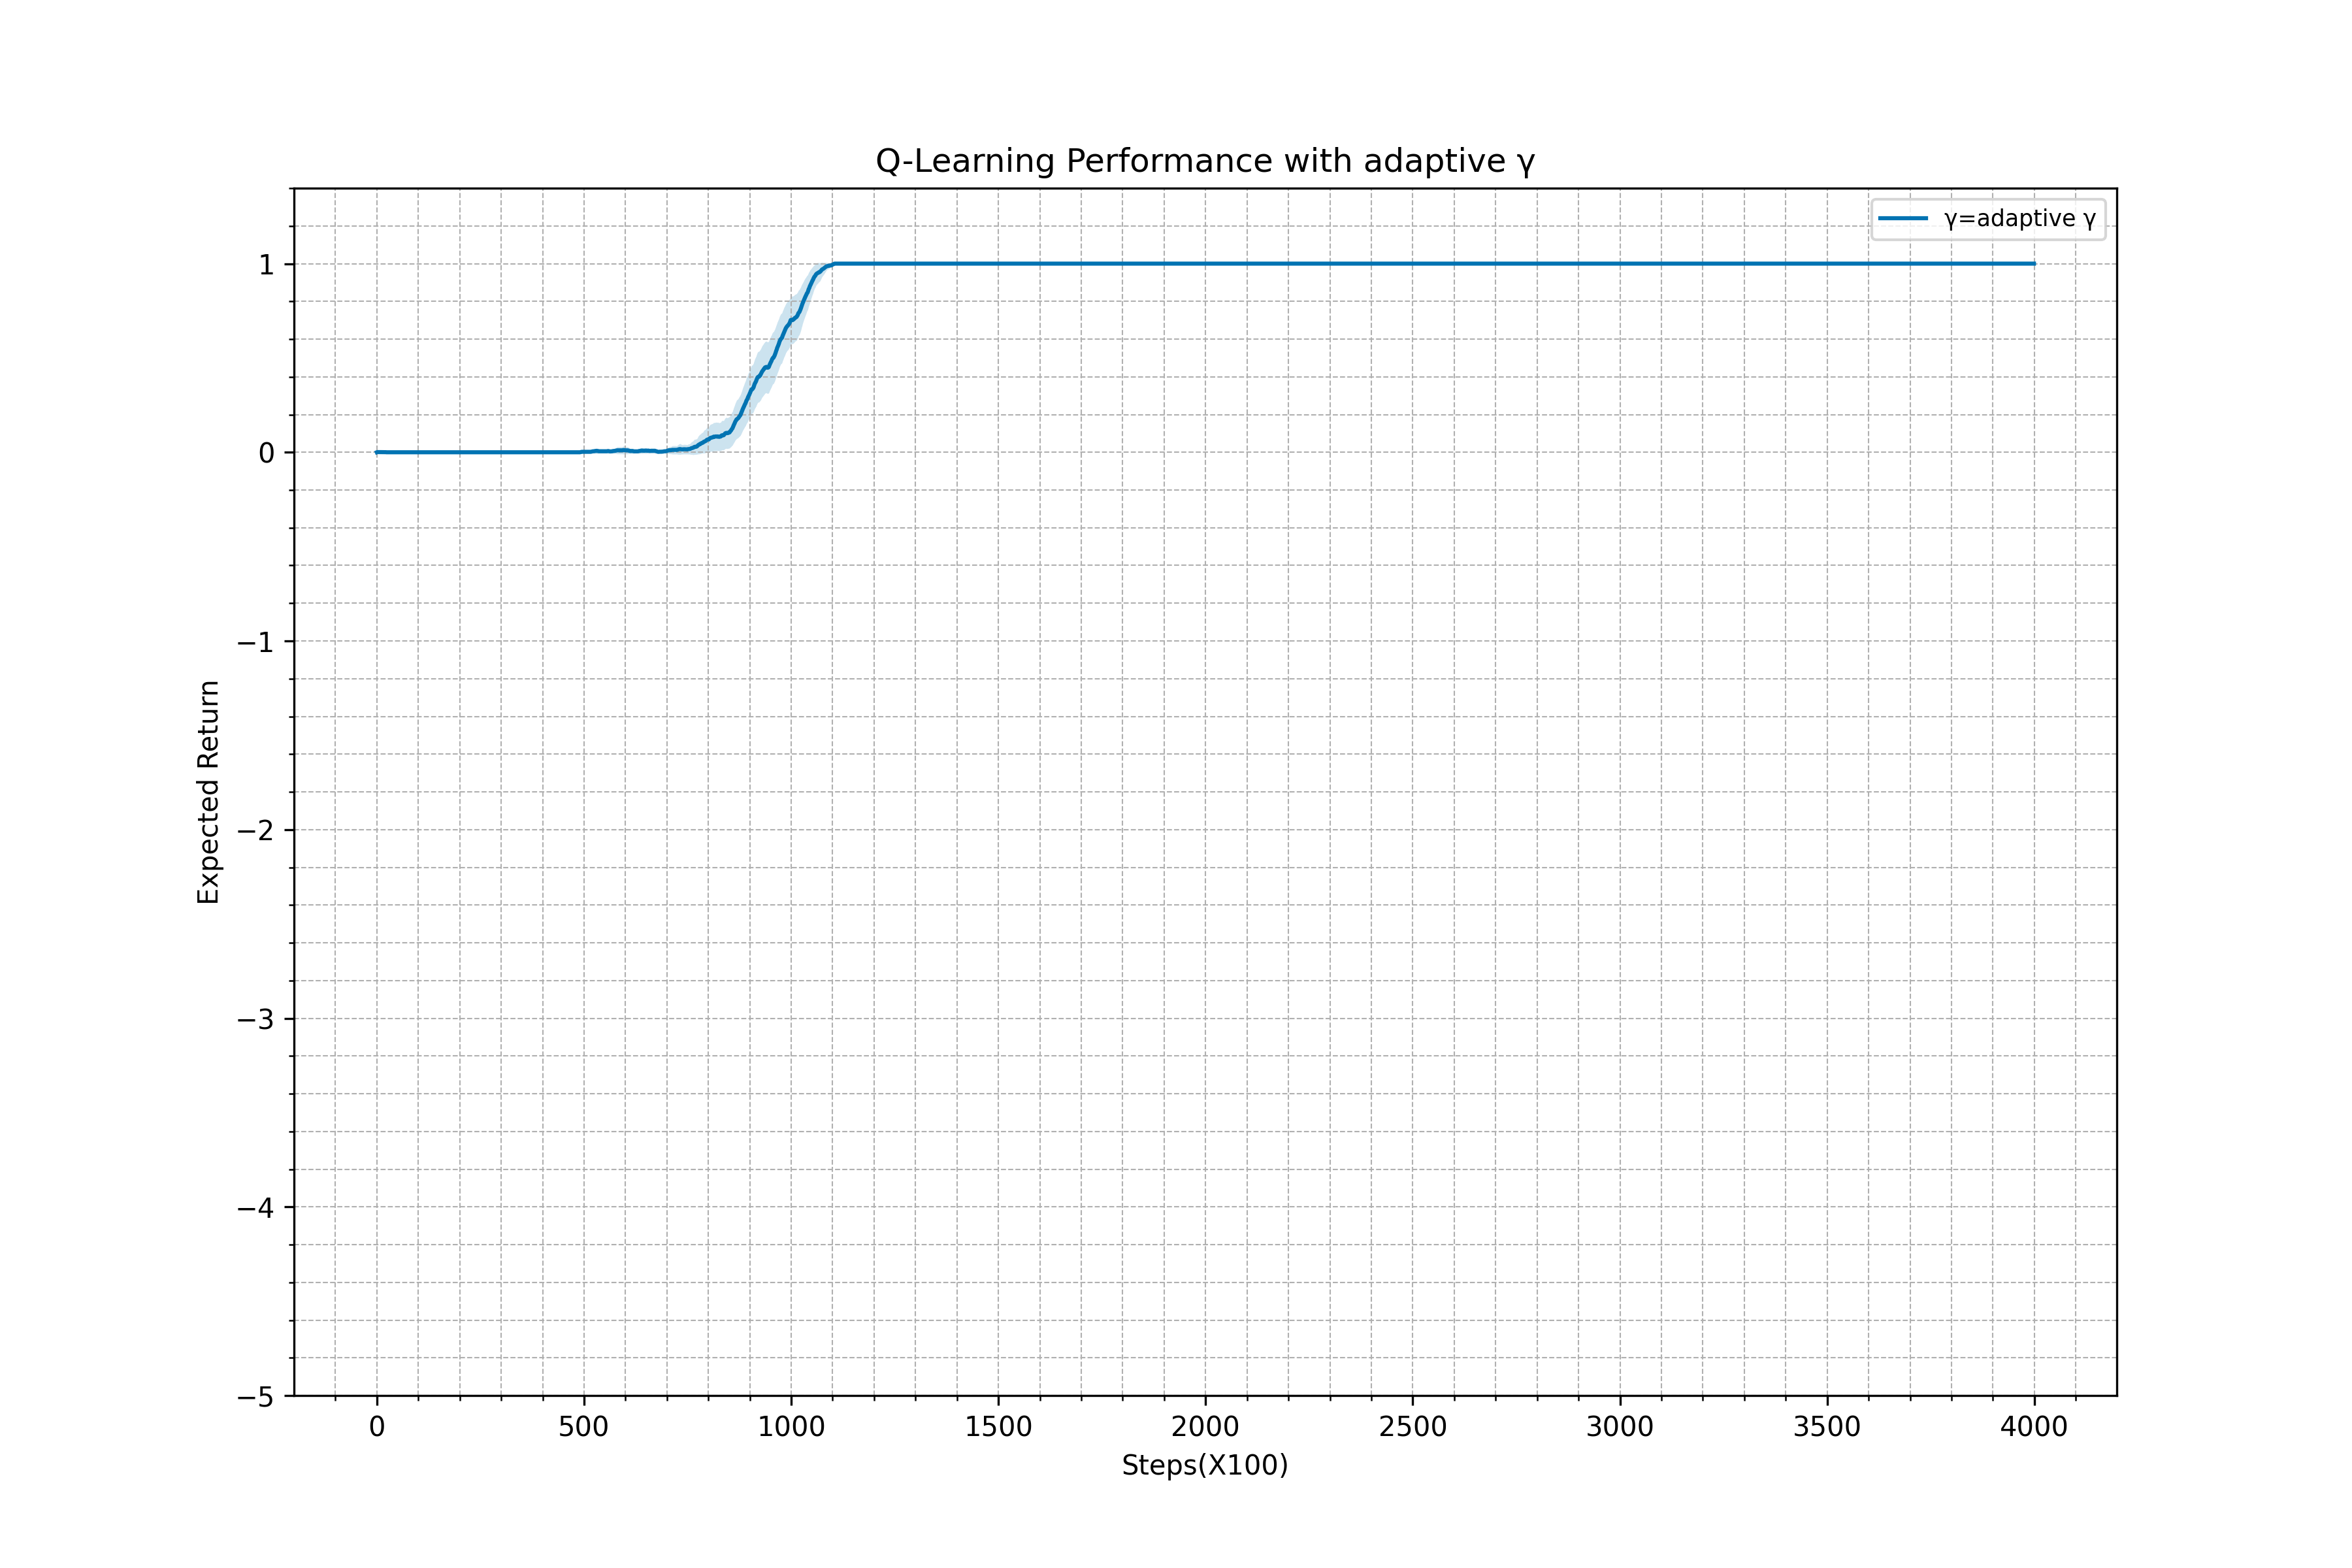 Q-Learning Performance with adaptive γ
γ=adaptive γ
1
0
−1
−2
−3
−4
−5
Expected Return
0 500 1000 1500 2000 2500 3000 3500 4000
Steps(X100)